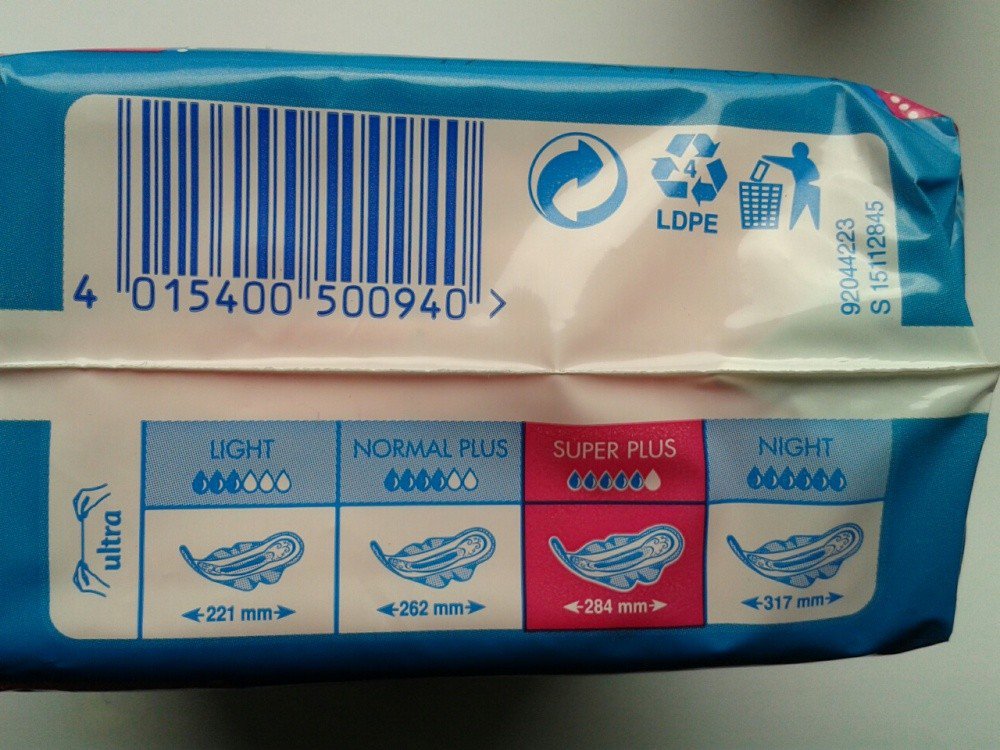 4 015400 500940 >
4
LDPE
92044223
S 15112845
ultra
LIGHT
NORMAL PLUS
SUPER PLUS
NIGHT
221 mm
262 mm
284 mm
317 mm